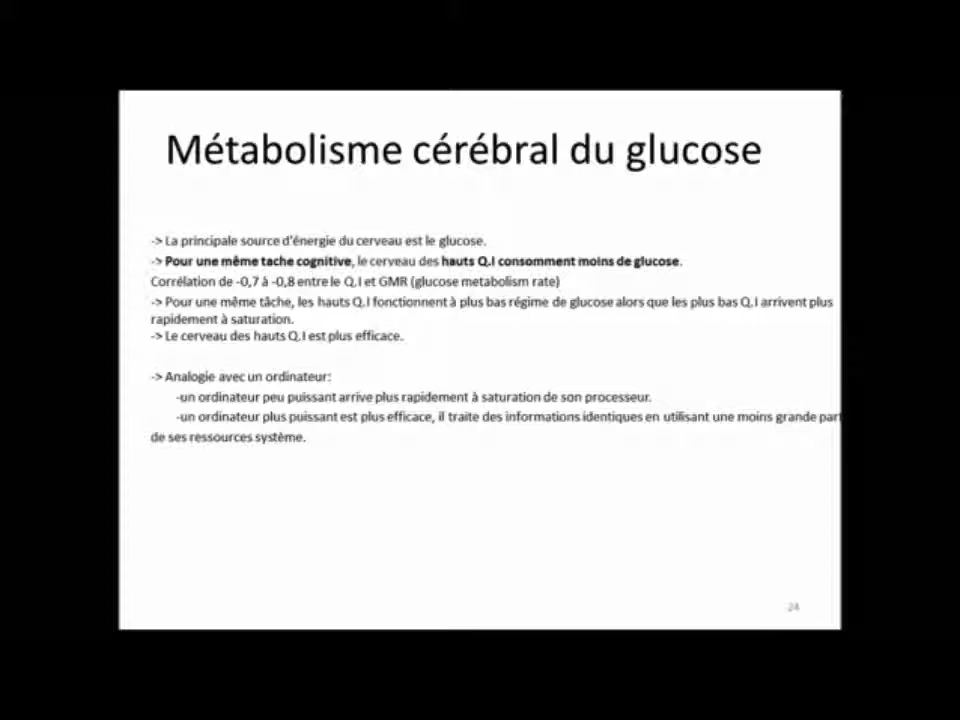 Métabolisme cérébral du glucose
-> La principale source d'énergie du cerveau est le glucose.
-> Pour une même tache cognitive, le cerveau des hauts Q.I consomment moins de glucose.
Corrélation de -0,7 à -0,8 entre le Q.I et GMR (glucose metabolism rate)
-> Pour une même tâche, les hauts Q.I fonctionnent à plus bas régime de glucose alors que les plus bas Q.I arrivent plus
rapidement à saturation.
-> Le cerveau des hauts Q.I est plus efficace.
-> Analogie avec un ordinateur:
-un ordinateur peu puissant arrive plus rapidement à saturation de son processeur.
-un ordinateur plus puissant est plus efficace, il traite des informations identiques en utilisant une moins grande part
de ses ressources système.
24